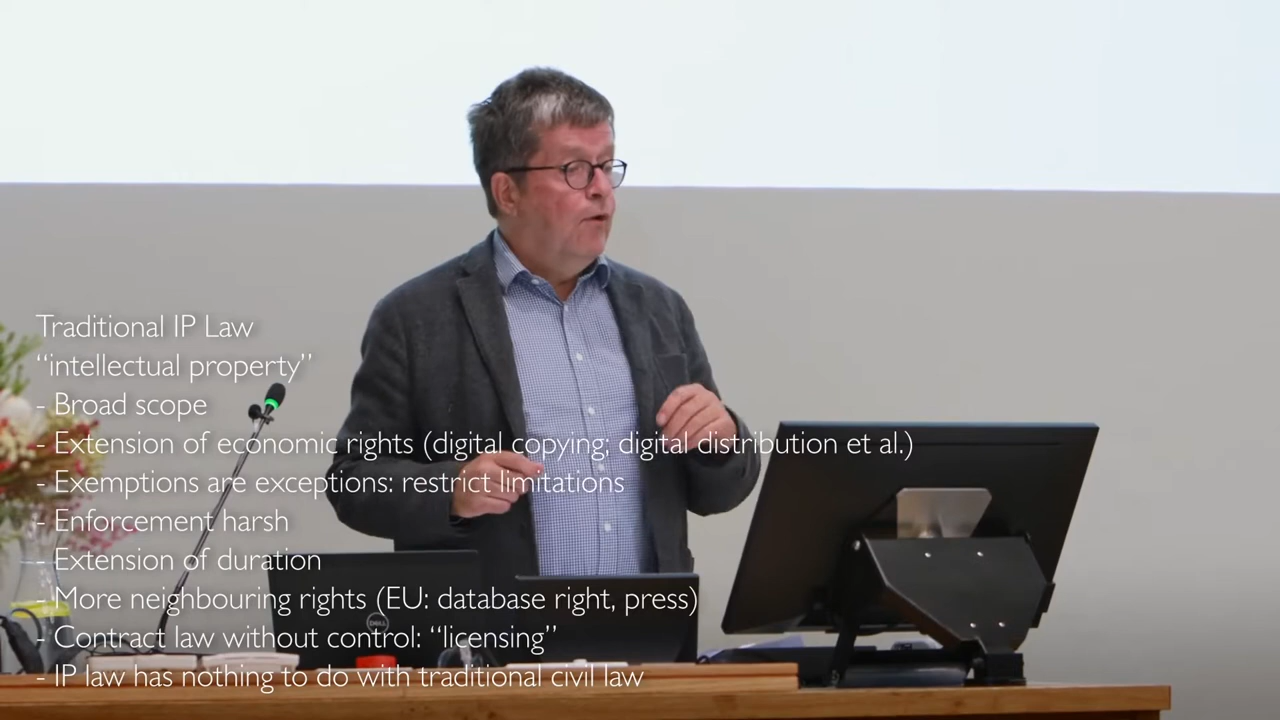 Traditional IP Law
“intellectual property”
- Broad scope
- Extension of economic rights (digital copying; digital distribution et al.)
- Exemptions are exceptions: restrict limitations
- Enforcement harsh
- Extension of duration
- More neighbouring rights (EU: database right, press)
DELL
- Contract law without control: “licensing”
- IP law has nothing to do with traditional civil law